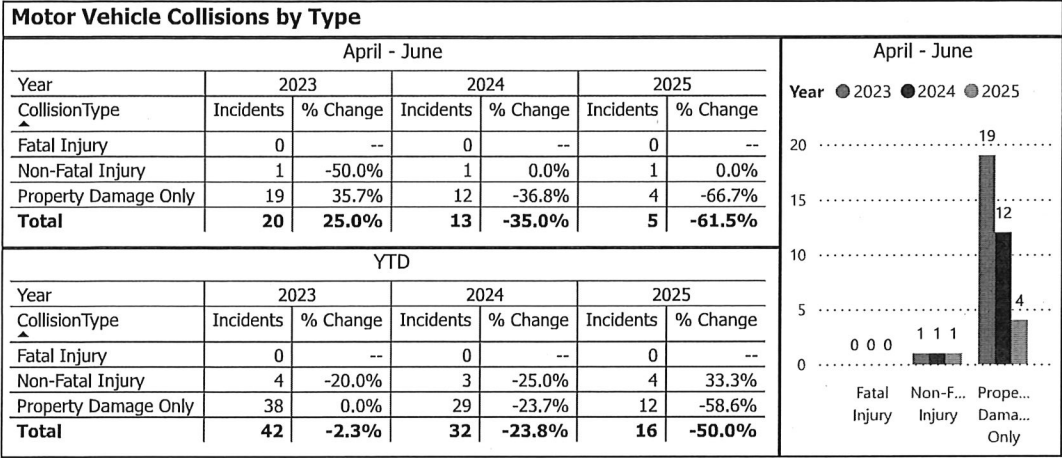 Motor Vehicle Collisions by Type
April - June
Year 2023 2024 2025
CollisionType Incidents % Change Incidents % Change Incidents % Change
Fatal Injury 0 -- 0 -- 0 --
Non-Fatal Injury 1 -50.0% 1 0.0% 1 0.0%
Property Damage Only 19 35.7% 12 -36.8% 4 -66.7%
Total 20 25.0% 13 -35.0% 5 -61.5%
YTD
Year 2023 2024 2025
CollisionType Incidents % Change Incidents % Change Incidents % Change
Fatal Injury 0 -- 0 -- 0 --
Non-Fatal Injury 4 -20.0% 3 -25.0% 4 33.3%
Property Damage Only 38 0.0% 29 -23.7% 12 -58.6%
Total 42 -2.3% 32 -23.8% 16 -50.0%
April - June
Year 2023 2024 2025
19
20
15
12
10
5
4
1 1 1
0 0 0
0
Fatal Non-F... Prope...
Injury Injury Dama...
Only